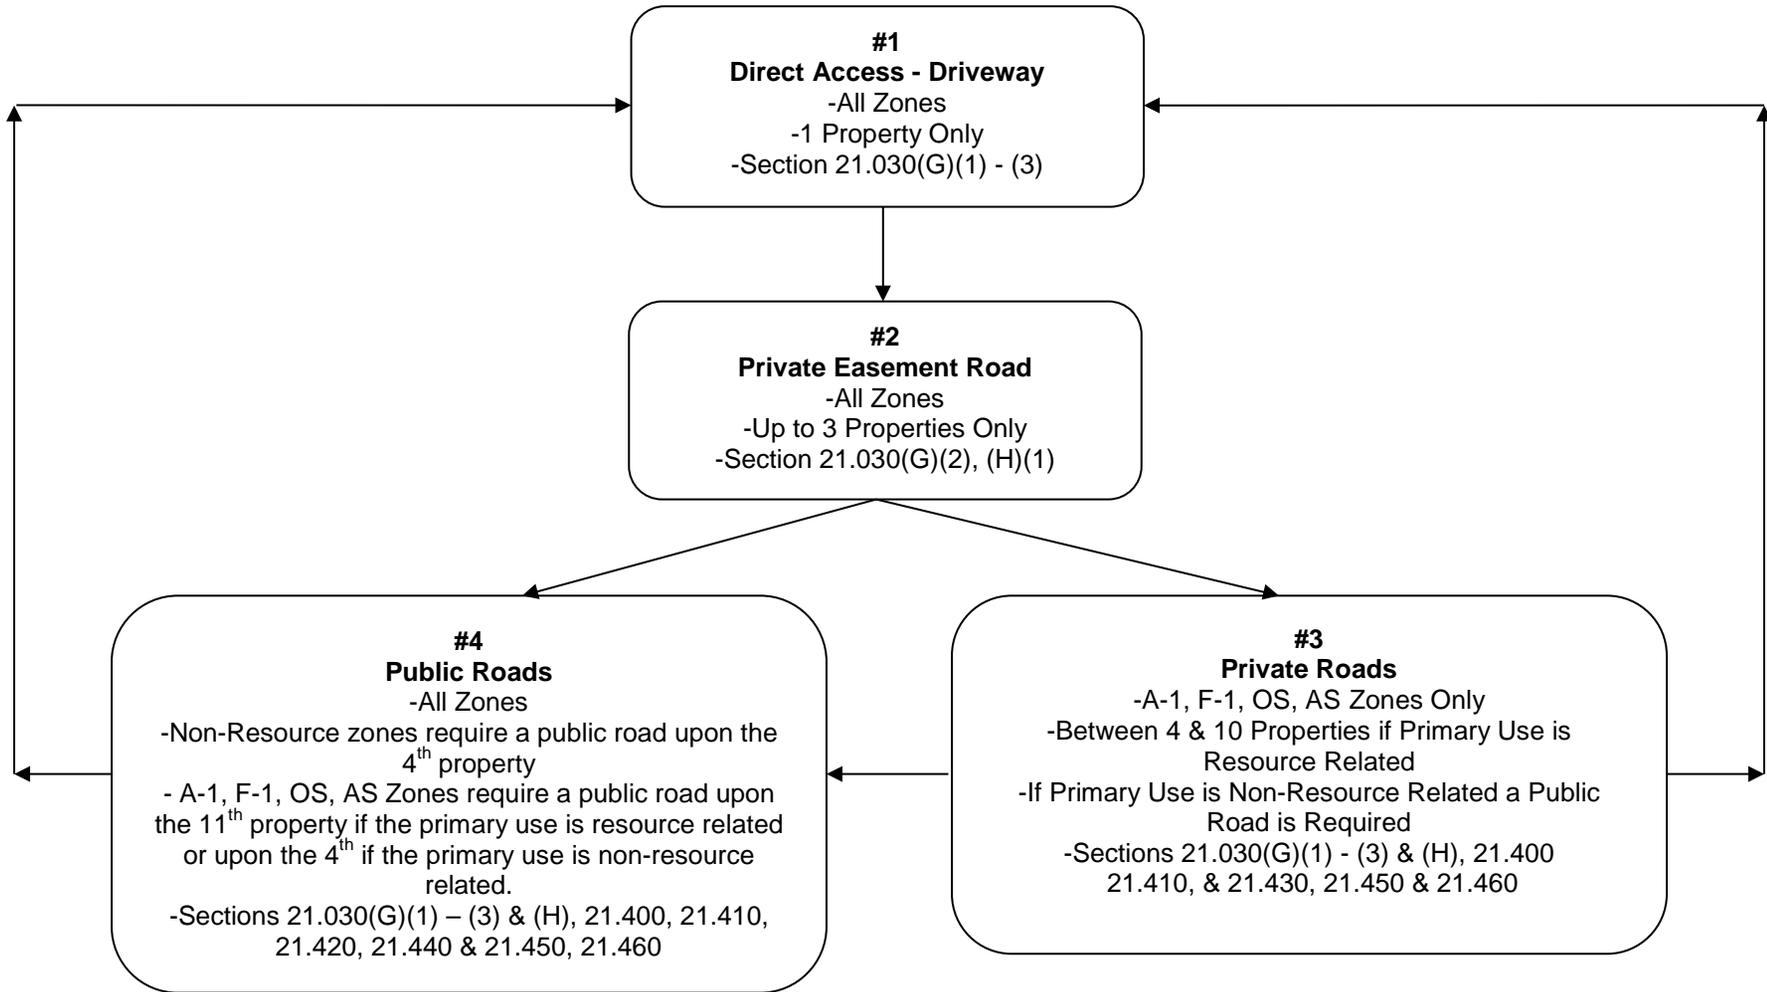 #1
Direct Access - Driveway
-All Zones
-1 Property Only
-Section 21.030(G)(1) - (3)
#2
Private Easement Road
-All Zones
-Up to 3 Properties Only
-Section 21.030(G)(2), (H)(1)
#4
Public Roads
-All Zones
-Non-Resource zones require a public road upon the
4th property
- A-1, F-1, OS, AS Zones require a public road upon
the 11th property if the primary use is resource related
or upon the 4th if the primary use is non-resource
related.
-Sections 21.030(G)(1) – (3) & (H), 21.400, 21.410,
21.420, 21.440 & 21.450, 21.460
#3
Private Roads
-A-1, F-1, OS, AS Zones Only
-Between 4 & 10 Properties if Primary Use is
Resource Related
-If Primary Use is Non-Resource Related a Public
Road is Required
-Sections 21.030(G)(1) - (3) & (H), 21.400
21.410, & 21.430, 21.450 & 21.460